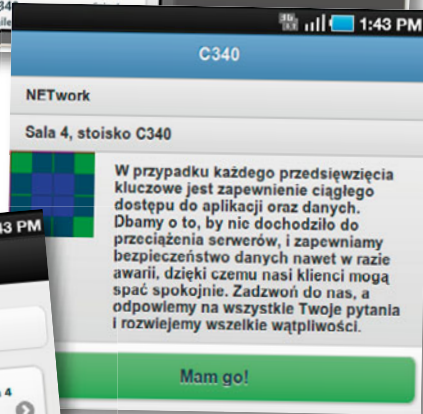 1:43 PM
C340
NETwork
Sala 4, stoisko C340
W przypadku każdego przedsięwzięcia
kluczowe jest zapewnienie ciągłego
dostępu do aplikacji oraz danych.
Dbamy o to, by nie dochodziło do
przeciążenia serwerów, i zapewniamy
bezpieczeństwo danych nawet w razie
awarii, dzięki czemu nasi klienci mogą
spać spokojnie. Zadzwoń do nas, a
odpowiemy na wszystkie Twoje pytania
i rozwiejemy wszelkie wątpliwości.
Mam go!
43 PM
4